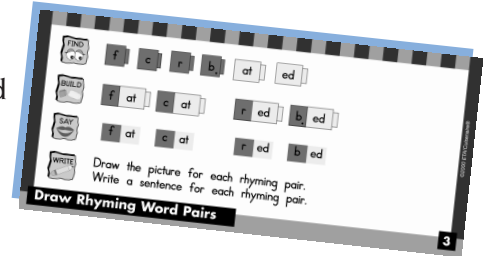 d
FIND f c r b at ed
BUILD f at c at r ed b ed
SAY f at c at r ed b ed
WRITE Draw the picture for each rhyming pair.
Write a sentence for each rhyming pair.
Draw Rhyming Word Pairs
3